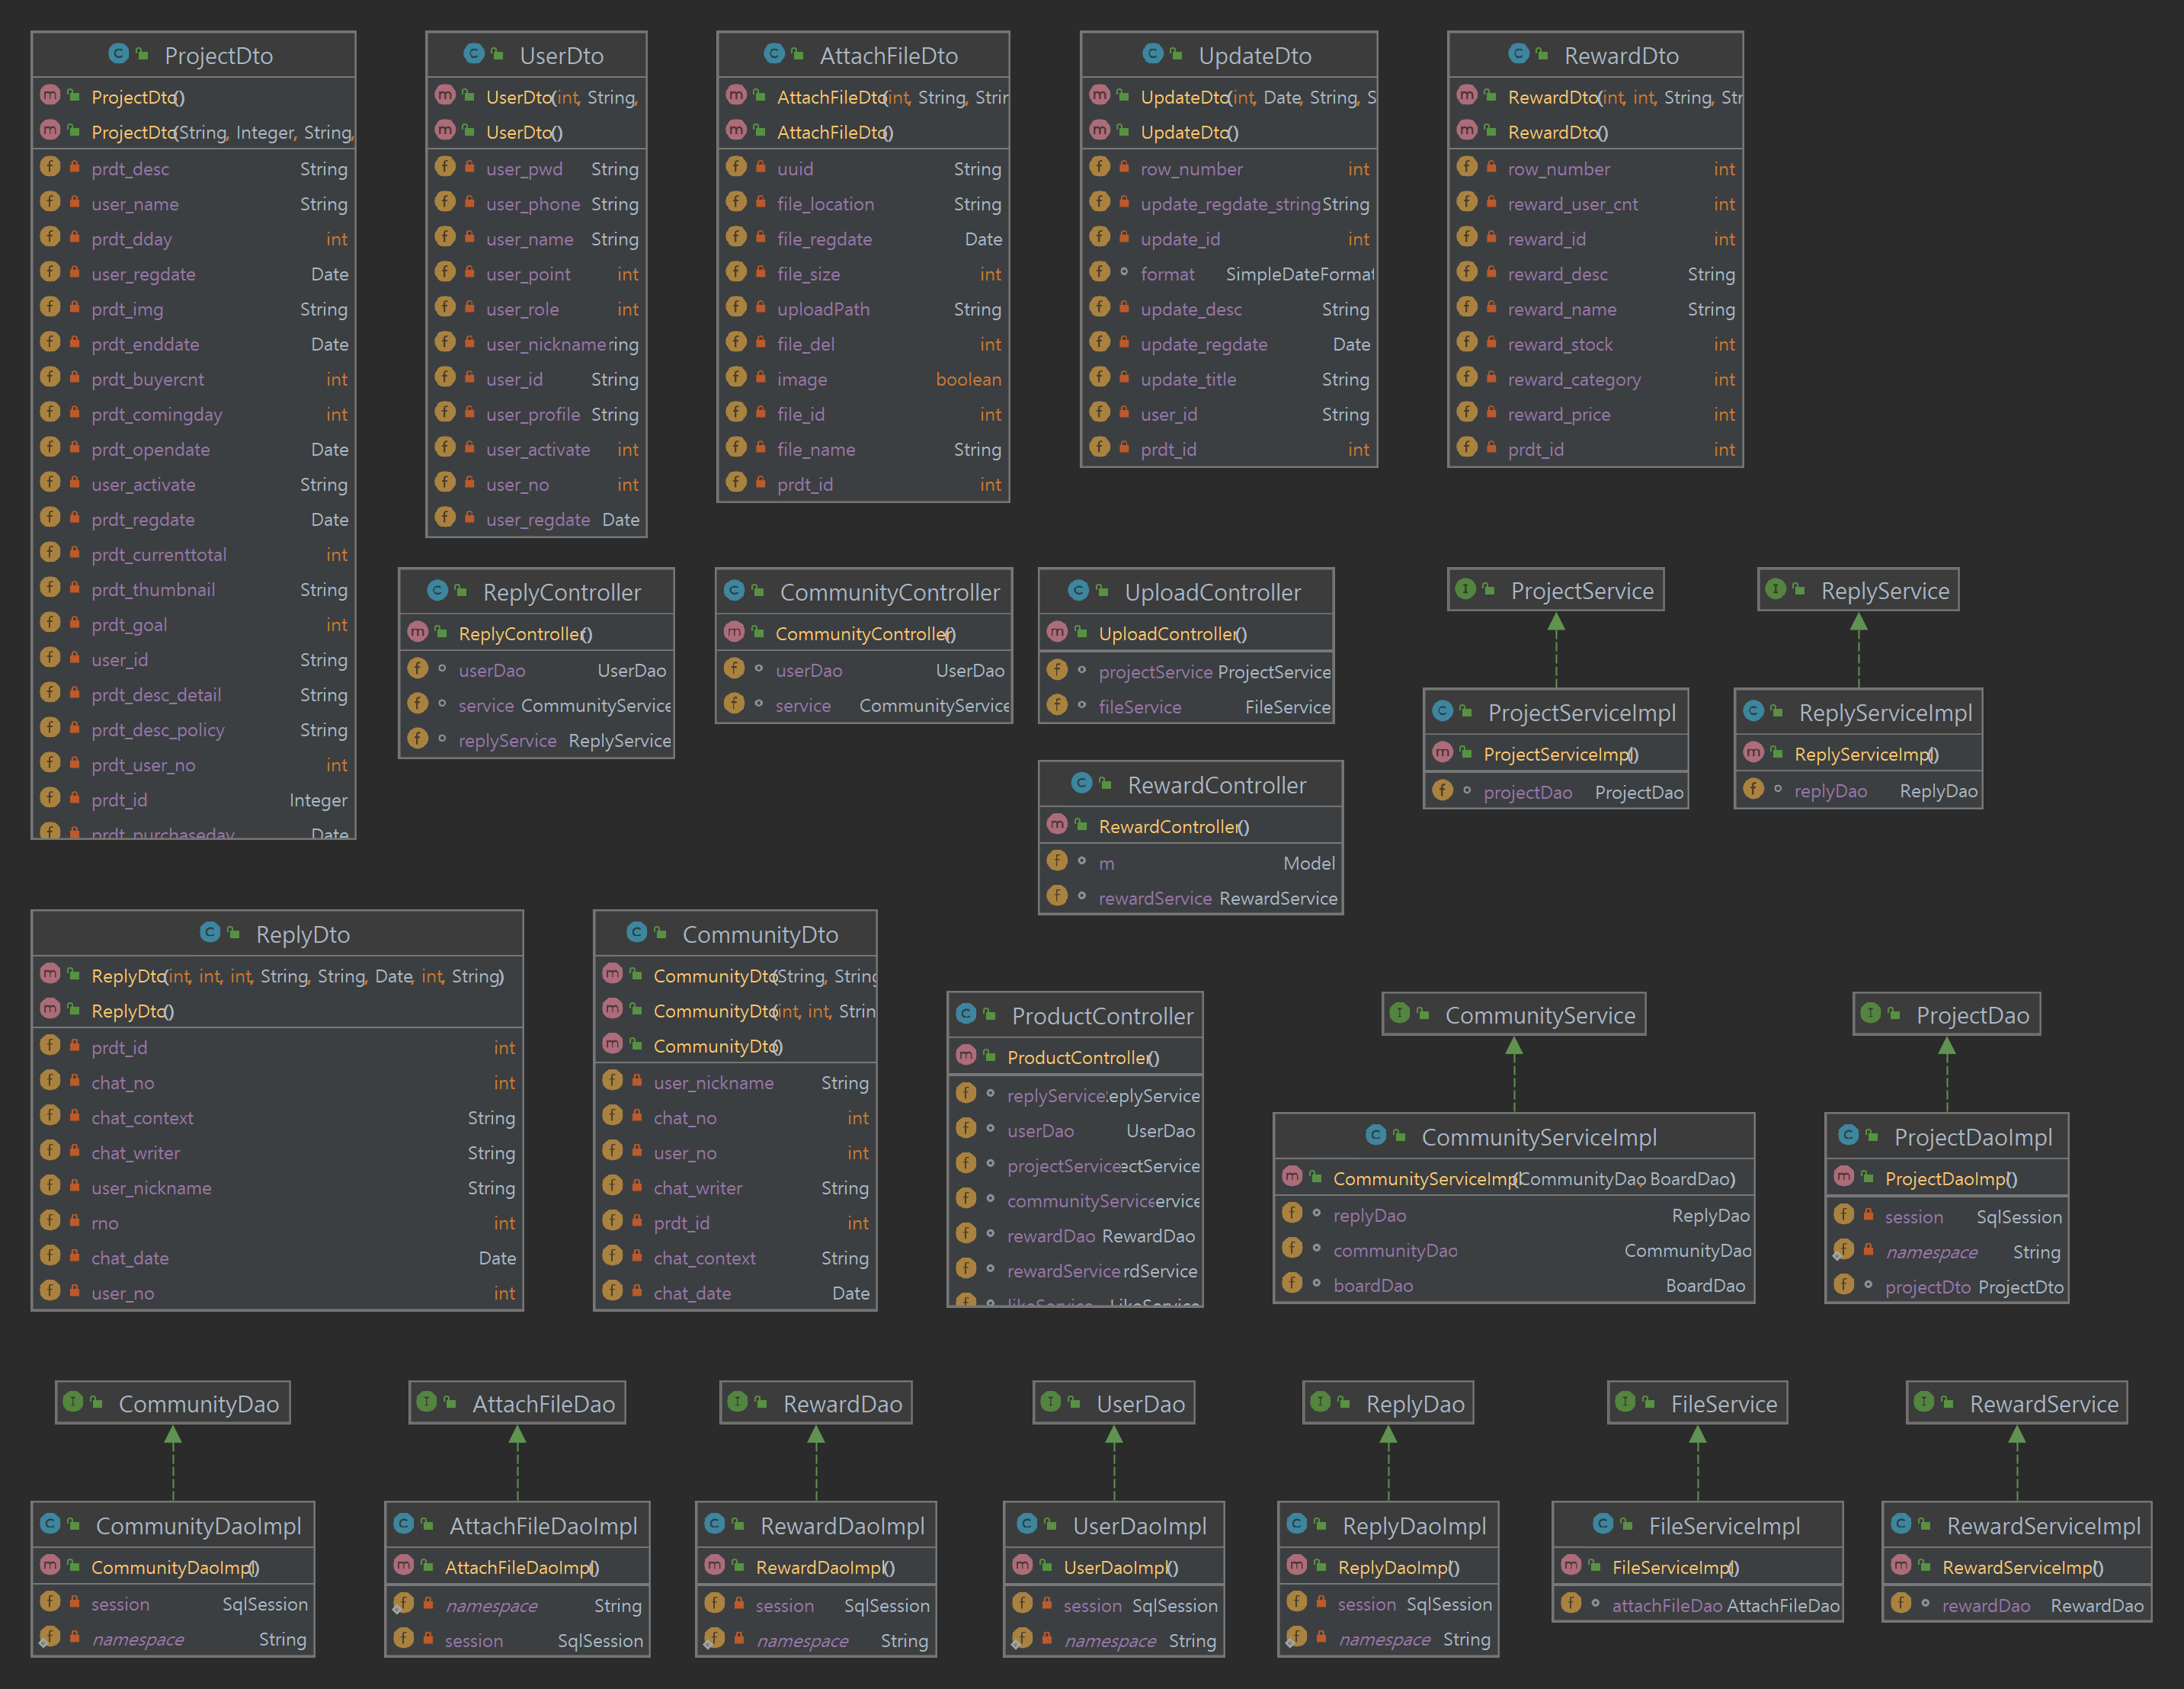 ProjectDto
ProjectDto()
ProjectDto(String, Integer, String,
prdt_desc String
user_name String
prdt_dday int
user_regdate Date
prdt_img String
prdt_enddate Date
prdt_buyercnt int
prdt_comingday int
prdt_opendate Date
user_activate String
prdt_regdate Date
prdt_currenttotal int
prdt_thumbnail String
prdt_goal int
user_id String
prdt_desc_detail String
prdt_desc_policy String
prdt_user_no int
prdt_id Integer
prdt_purchaseday Date
UserDto
UserDto(int, String,
UserDto()
user_pwd String
user_phone String
user_name String
user_point int
user_role int
user_nickname ring
user_id String
user_profile String
user_activate int
user_no int
user_regdate Date
AttachFileDto
AttachFileDto(int, String, Strir
AttachFileDto()
uuid String
file_location String
file_regdate Date
file_size int
uploadPath String
file_del int
image boolean
file_id int
file_name String
prdt_id int
UpdateDto
UpdateDto(int, Date, String, S
UpdateDto()
row_number int
update_regdate_string String
update_id int
format SimpleDateFormat
update_desc String
update_regdate Date
update_title String
user_id String
prdt_id int
RewardDto
RewardDto(int, int, String, Str
RewardDto()
row_number int
reward_user_cnt int
reward_id int
reward_desc String
reward_name String
reward_stock int
reward_category int
reward_price int
prdt_id int
ReplyController
ReplyController()
userDao UserDao
service CommunityService
replyService ReplyService
CommunityController
CommunityController()
userDao UserDao
service CommunityService
UploadController
UploadController()
projectService ProjectService
fileService FileService
ProjectService
ReplyService
ProjectServiceImpl
ProjectServiceImpl()
projectDao ProjectDao
ReplyServiceImpl
ReplyServiceImpl()
replyDao ReplyDao
RewardController
RewardController()
m Model
rewardService RewardService
ReplyDto
ReplyDto(int, int, int, String, String, Date, int, String)
ReplyDto()
prdt_id int
chat_no int
chat_context String
chat_writer String
user_nickname String
rno int
chat_date Date
user_no int
CommunityDto
CommunityDto(String, String
CommunityDto(int, int, Strin
CommunityDto()
user_nickname String
chat_no int
user_no int
chat_writer String
prdt_id int
chat_context String
chat_date Date
ProductController
ProductController()
replyService eplyService
userDao UserDao
projectService ectService
communityService ervice
rewardDao RewardDao
rewardService rdService
likeService LikeService
CommunityService
CommunityServiceImpl
CommunityServiceImpl(CommunityDao, BoardDao)
replyDao ReplyDao
communityDao CommunityDao
boardDao BoardDao
ProjectDao
ProjectDaoImpl
ProjectDaoImpl()
session SqlSession
namespace String
projectDto ProjectDto
CommunityDao
AttachFileDao
RewardDao
UserDao
ReplyDao
FileService
RewardService
CommunityDaoImpl
CommunityDaoImpl()
session SqlSession
namespace String
AttachFileDaoImpl
AttachFileDaoImpl()
namespace String
session SqlSession
RewardDaoImpl
RewardDaoImpl()
session SqlSession
namespace String
UserDaoImpl
UserDaoImpl()
session SqlSession
namespace String
ReplyDaoImpl
ReplyDaoImpl()
session SqlSession
namespace String
FileServiceImpl
FileServiceImpl()
attachFileDao AttachFileDao
RewardServiceImpl
RewardServiceImpl()
rewardDao RewardDao